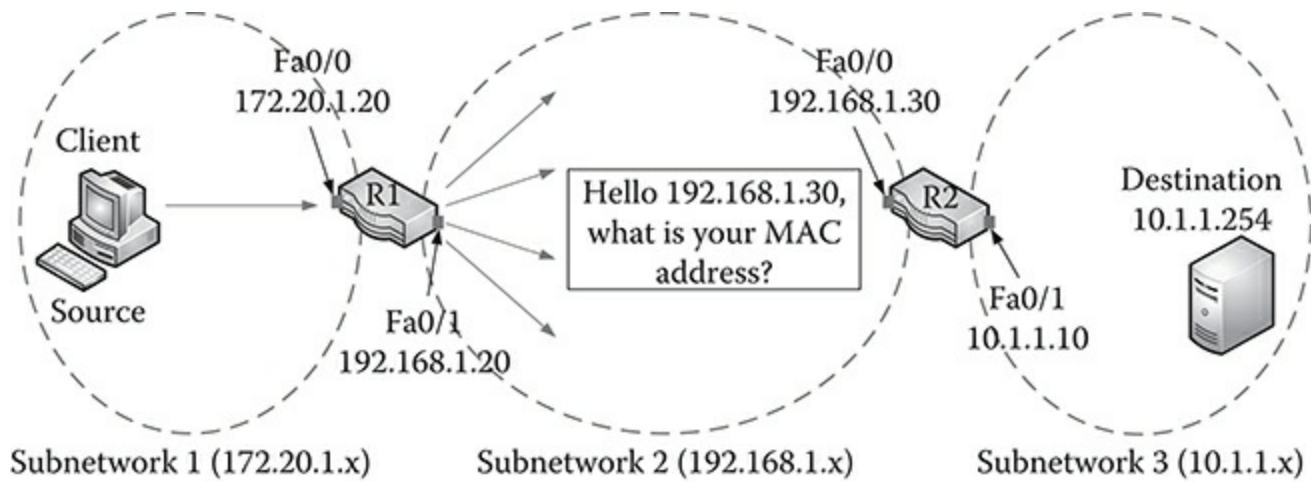 Fa0/0
172.20.1.20
Fa0/0
192.168.1.30
Client
R1
Hello 192.168.1.30,
what is your MAC
address?
R2
Destination
10.1.1.254
Source
Fa0/1
192.168.1.20
Fa0/1
10.1.1.10
Subnetwork 1 (172.20.1.x)
Subnetwork 2 (192.168.1.x)
Subnetwork 3 (10.1.1.x)